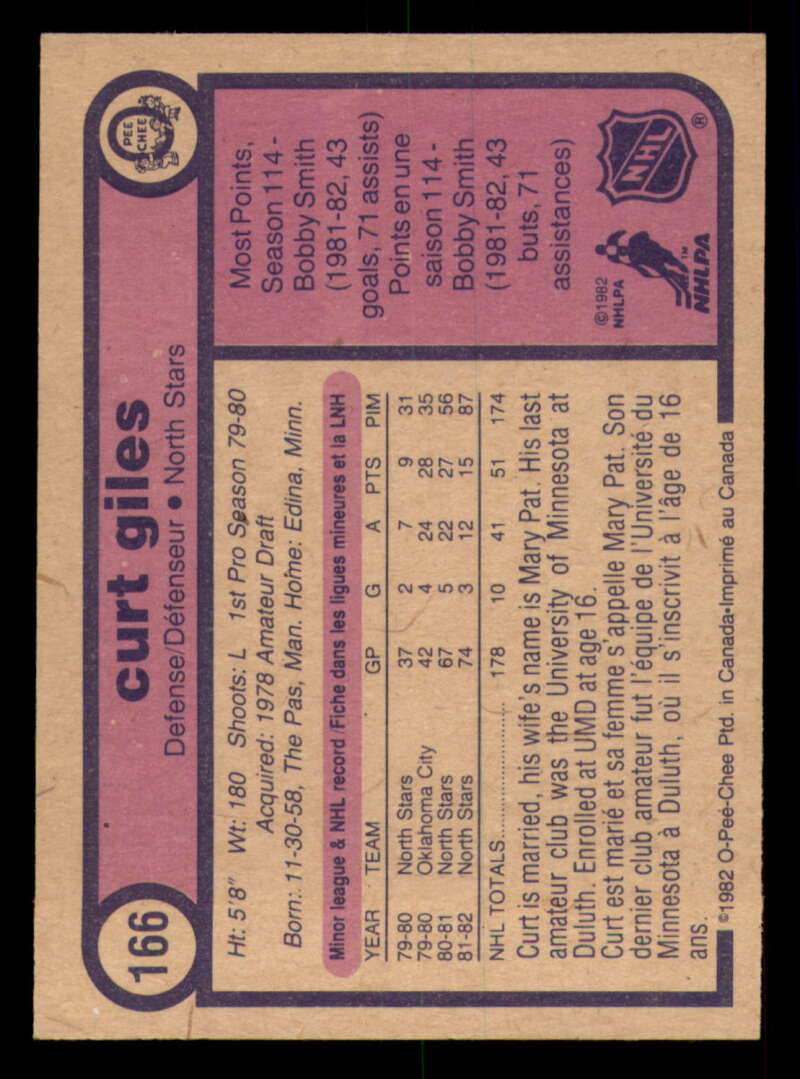 166
curt giles
Defense/Défenseur • North Stars
O
PEE
CHEE
Ht: 5'8" Wt: 180 Shoots: L 1st Pro Season 79-80
Acquired: 1978 Amateur Draft
Born: 11-30-58, The Pas, Man. Home: Edina, Minn.
Minor league & NHL record/Fiche dans les ligues mineures et la LNH
YEAR TEAM GP G A PTS PIM
79-80 North Stars 37 2 7 9 31
79-80 Oklahoma City 42 4 24 28 35
80-81 North Stars 67 5 22 27 56
81-82 North Stars 74 3 12 15 87
NHL TOTALS.......................... 178 10 41 51 174
Curt is married, his wife's name is Mary Pat. His last
amateur club was the University of Minnesota at
Duluth. Enrolled at UMD at age 16.
Curt est marié et sa femme s'appelle Mary Pat. Son
dernier club amateur fut l'équipe de l'Université du
Minnesota à Duluth, où il s'inscrivit à l'âge de 16
ans.
©1982 O-Pee-Chee Ptd. in Canada•Imprimé au Canada
Most Points,
Season 114 -
Bobby Smith
(1981-82, 43
goals, 71 assists)
Points en une
saison 114 -
Bobby Smith
(1981-82, 43
buts, 71
assistances)
©1982
NHLPA
NHLPA
™
NHL
®